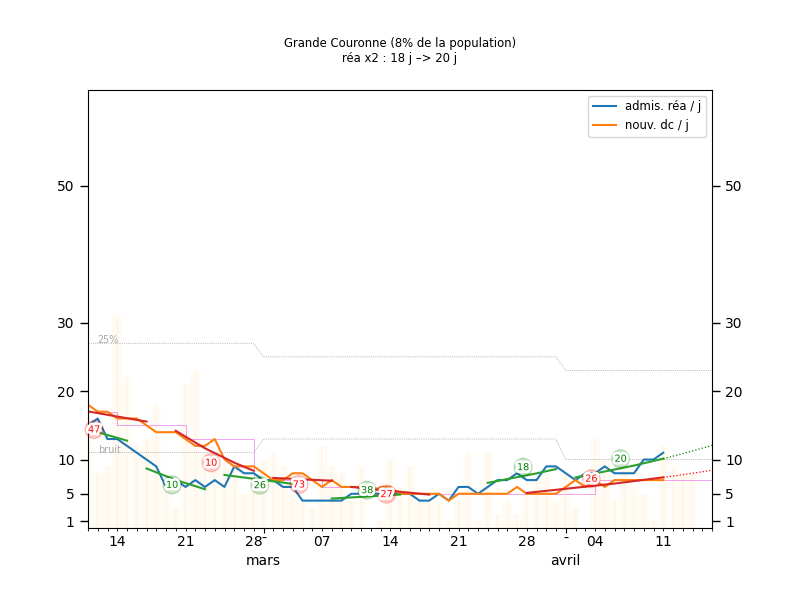 Grande Couronne (8% de la population)
réa x2 : 18 j –> 20 j
admis. réa / j
nouv. dc / j
50 50
30 30
25%
20 20
47
bruit
10 10
10
-10
26
73
38
27
18
26
20
5 5
1 1
14 21 28 07 14 21 28 04 11
mars avril